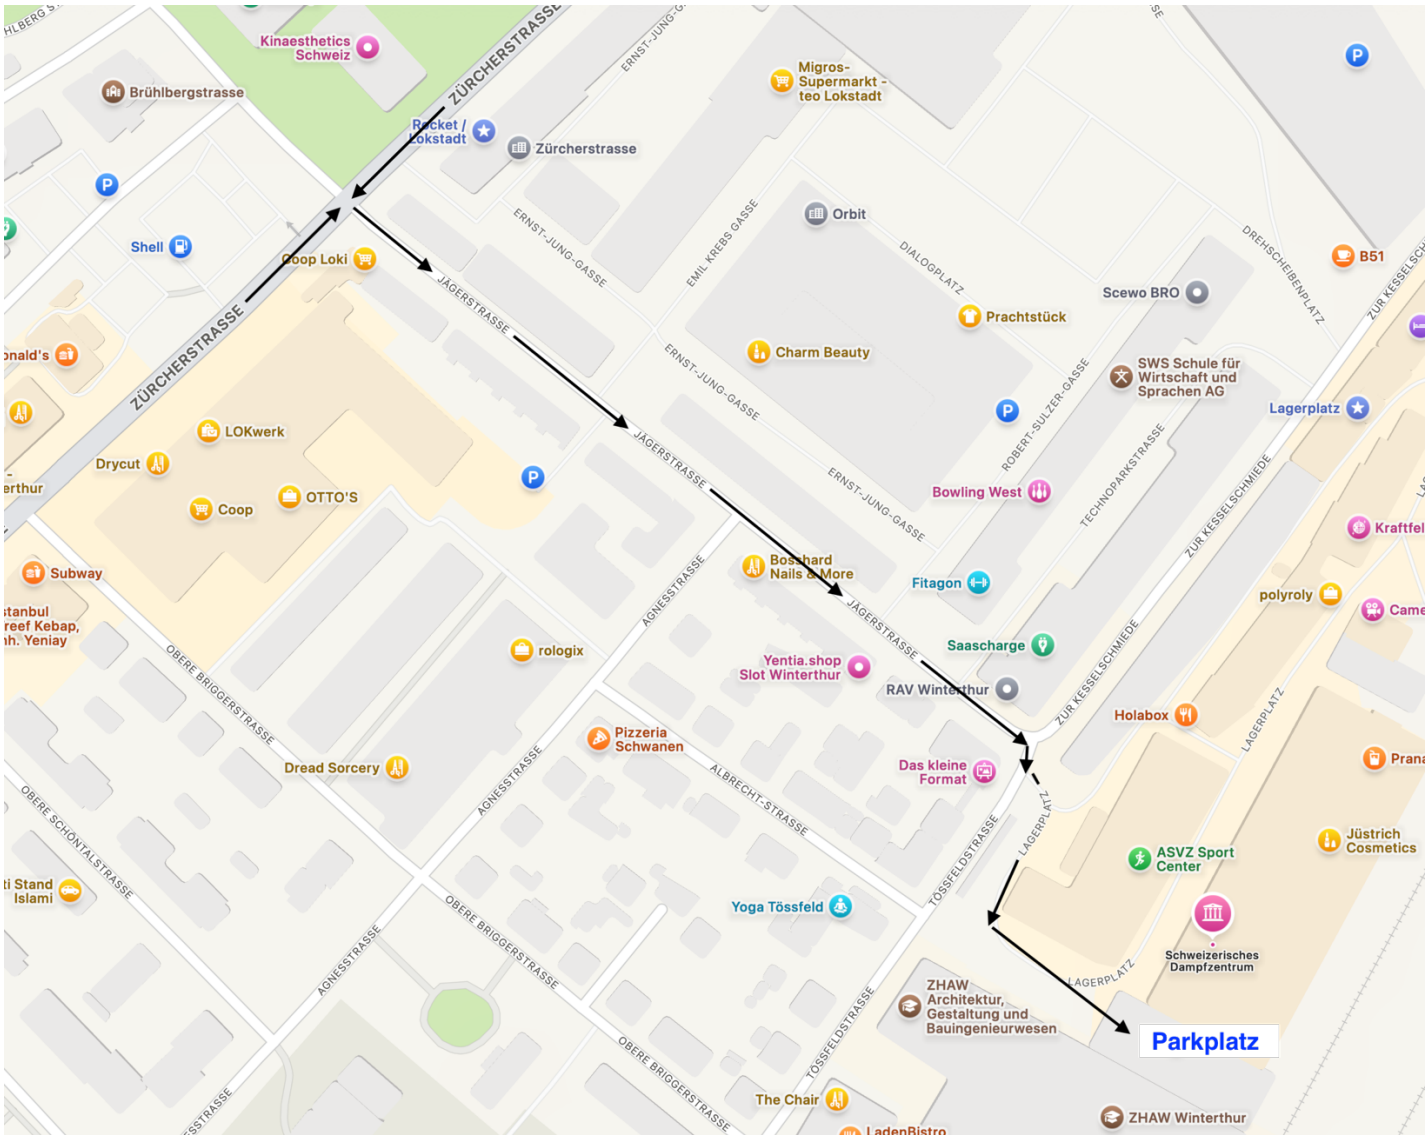 HLBERG S
Kinaesthetics
Schweiz
ZÜRCHERSTRASSE
ERNST-JUNG-G
SE
Migros-
Supermarkt -
teo Lokstadt
P
Brühlbergstrasse
Rocket /
Lokstadt
Zürcherstrasse
P
Orbit
EMIL KREBS GASSE
ERNST-JUNG-GASSE
DIALOGPLATZ
DREHSCHEIBENPLATZ
B51
Shell
Coop Loki
JÄGERSTRASSE
Scewo BRO
ZUR KESSELSCH
Prachtstück
onald's
ZÜRCHERSTRASSE
Charm Beauty
ERNST-JUNG-GASSE
SWS Schule für
Wirtschaft und
Sprachen AG
P
ROBERT-SULZER-GASSE
Lagerplatz
LOKwerk
Drycut
JÄGERSTRASSE
TECHNOPARKSTRASSE
erthur
P
OTTO'S
Coop
Bowling West
ERNST-JUNG-GASSE
ZUR KESSELSCHMIEDE
LAG
Kraftfel
Subway
Bosshard
Nails & More
AGNESSTRASSE
Fitagon
polyroly
Came
stanbul
reef Kebap,
nh. Yeniay
JÄGERSTRASSE
OBERE BRIGGERSTRASSE
rologix
Saascharge
ZUR KESSELSCHMIEDE
Yentia.shop
Slot Winterthur
RAV Winterthur
LAGERPLATZ
Holabox
Pizzeria
Schwanen
Dread Sorcery
AGNESSTRASSE
ALBRECHT-STRASSE
Das kleine
Format
Prana
OBERE SCHÖNTALSTRASSE
LAGERPLATZ
TÖSSFELDSTRASSE
ASVZ Sport
Center
Jüstrich
Cosmetics
ti Stand
Islami
Yoga Tössfeld
OBERE BRIGGERSTRASSE
AGNESSTRASSE
Schweizerisches
Dampfzentrum
LAGERPLATZ
ZHAW
Architektur,
Gestaltung und
Bauingenieurwesen
TÖSSFELDSTRASSE
Parkplatz
OBERE BRIGGERSTRASSE
The Chair
ZHAW Winterthur
ESSTRASSE
LadenBistro